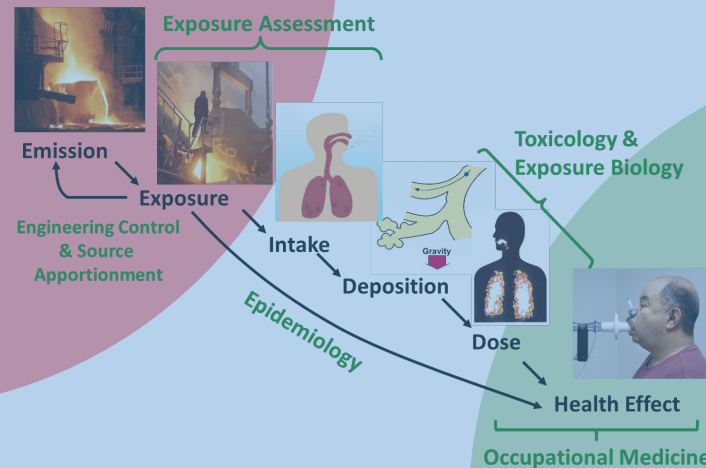 Exposure Assessment
Emission
Exposure
Engineering Control
& Source
Apportionment
Intake
Gravity
Deposition
Toxicology &
Exposure Biology
Epidemiology
Dose
Health Effect
Occupational Medicine